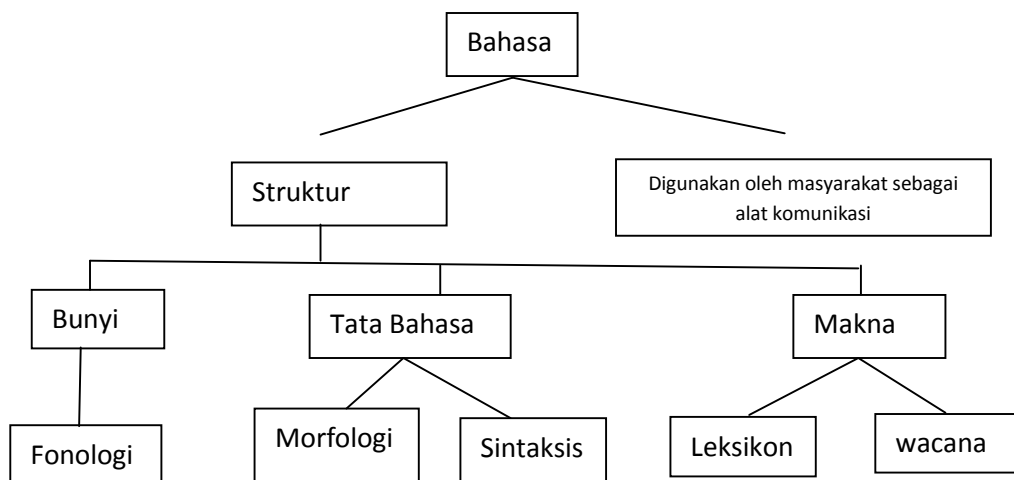 Bahasa
Struktur
Digunakan oleh masyarakat sebagai
alat komunikasi
Bunyi
Tata Bahasa
Makna
Fonologi
Morfologi
Sintaksis
Leksikon
wacana